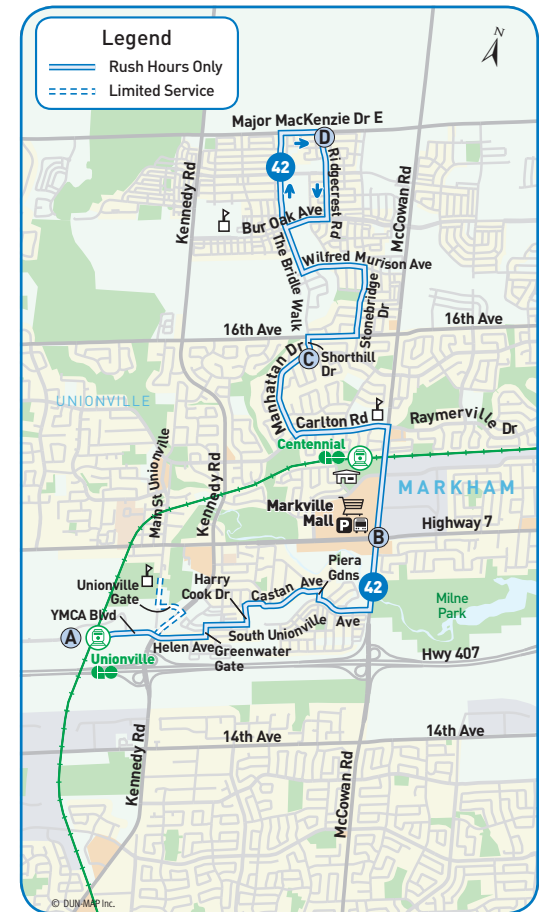 Legend
Rush Hours Only
Limited Service
N
Major MacKenzie Dr E
D
42
Ridgecrest Rd
Kennedy Rd
McCowan Rd
Bur Oak Ave
The Bridle Walk
Wilfred Murison Ave
Stonebridge
Dr
16th Ave
16th Ave
Manhattan Dr
C
Shorthill
Dr
UNIONVILLE
Carlton Rd
Raymerville Dr
Main St Unionville
Kennedy Rd
Centennial
MARKHAM
Markville
Mall
P
Highway 7
B
Piera
Gdns
Unionville
Gate
Harry
Cook Dr
Castan Ave
42
Milne
Park
YMCA Blvd
South Unionville Ave
A
Helen Ave
Greenwater
Gate
Unionville
Hwy 407
14th Ave
14th Ave
Kennedy Rd
McCowan Rd
© DUN-MAP Inc.